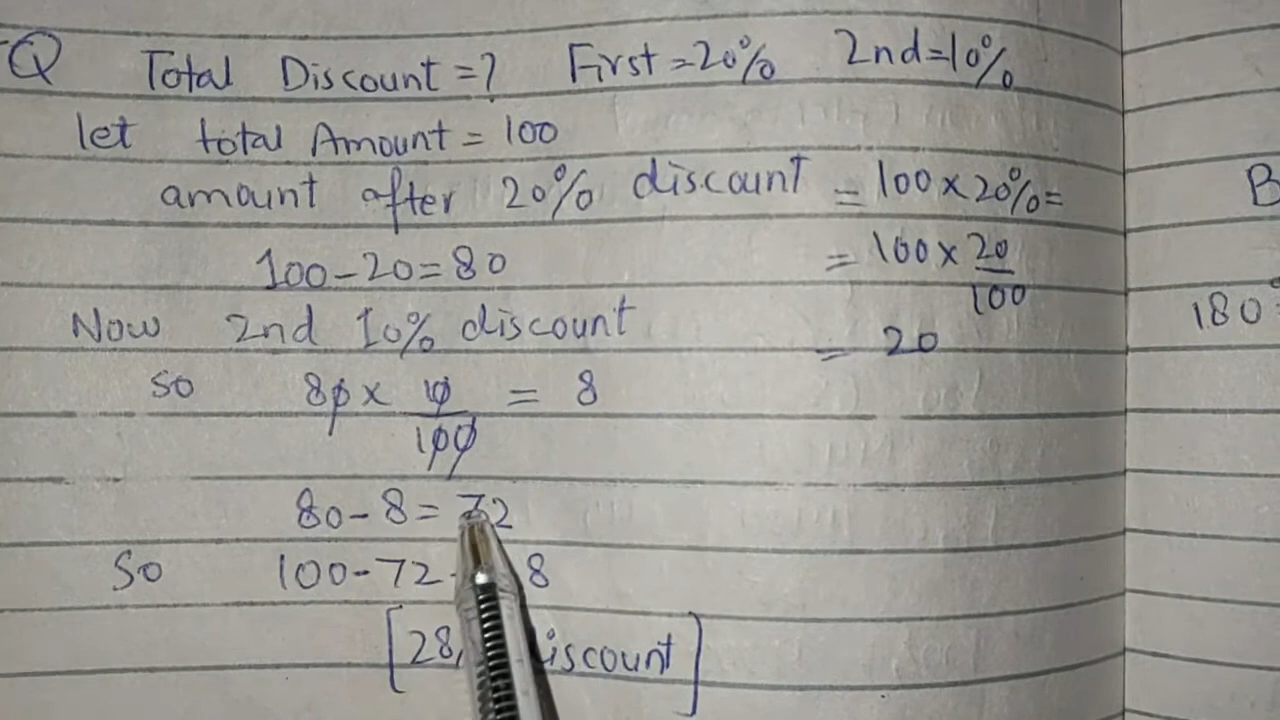 Q Total Discount = ? First = 20% 2nd = 10%
let total Amount = 100
amount after 20% discount = 100 × 20% =
100 - 20 = 80 = 100 × 20/100
Now 2nd 10% discount = 20
so 80 × 10/100 = 8
80 - 8 = 72
So 100 - 72 8
[28 iscount]
B
180°